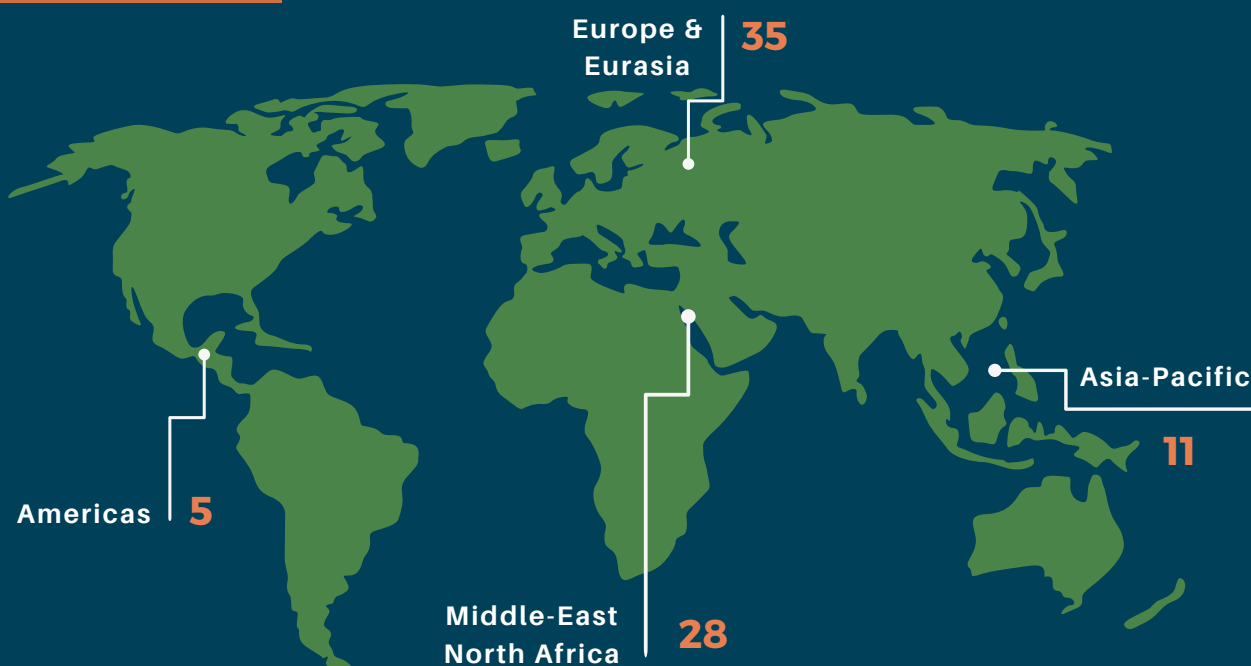 Europe &
Eurasia
35
Asia-Pacific
11
Americas
5
Middle-East
North Africa
28